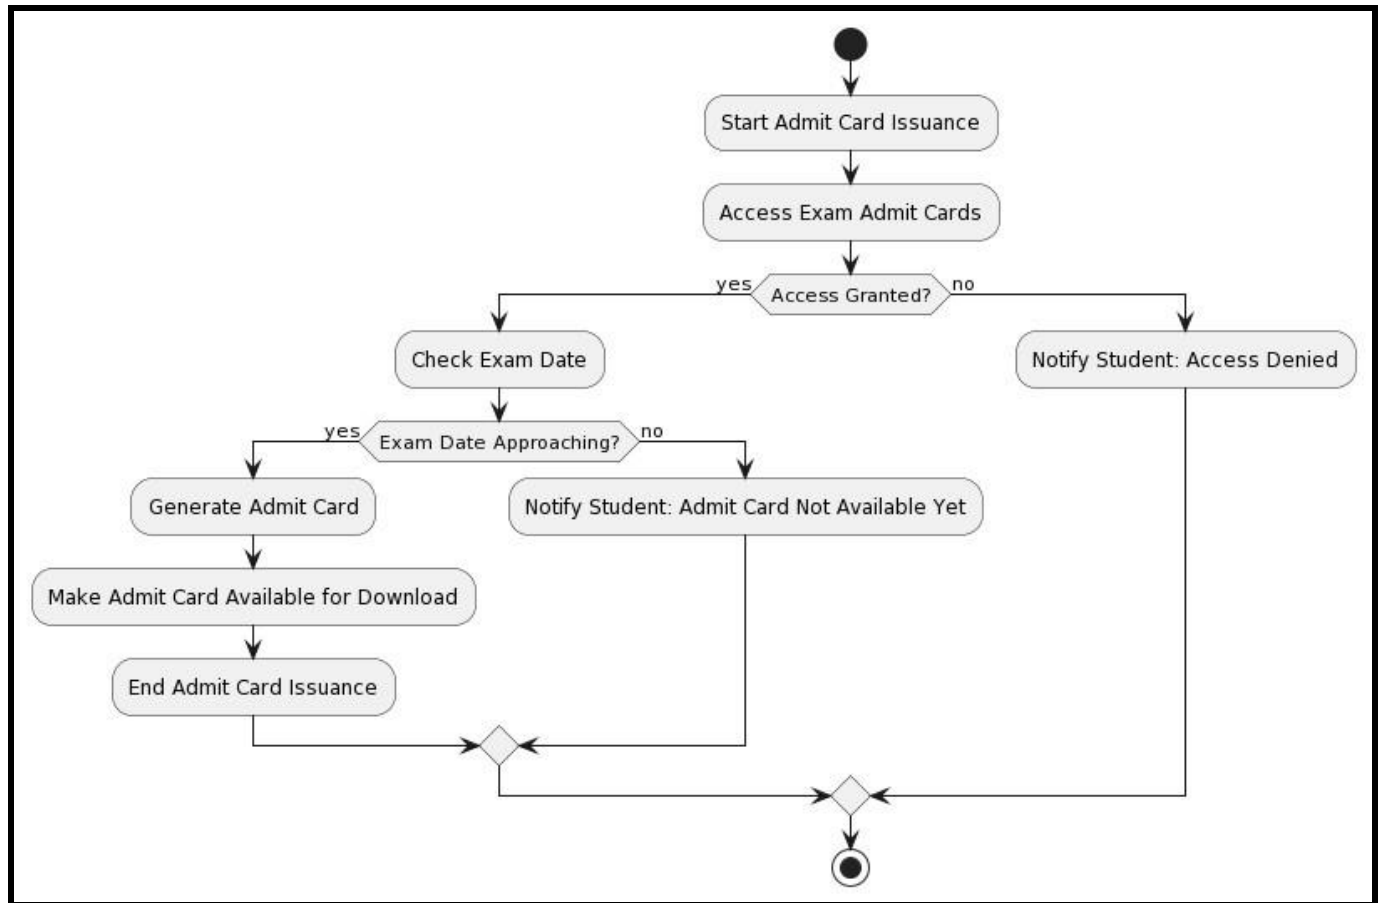 Start Admit Card Issuance
Access Exam Admit Cards
yes
Access Granted?
no
Check Exam Date
Notify Student: Access Denied
yes
Exam Date Approaching?
no
Generate Admit Card
Notify Student: Admit Card Not Available Yet
Make Admit Card Available for Download
End Admit Card Issuance